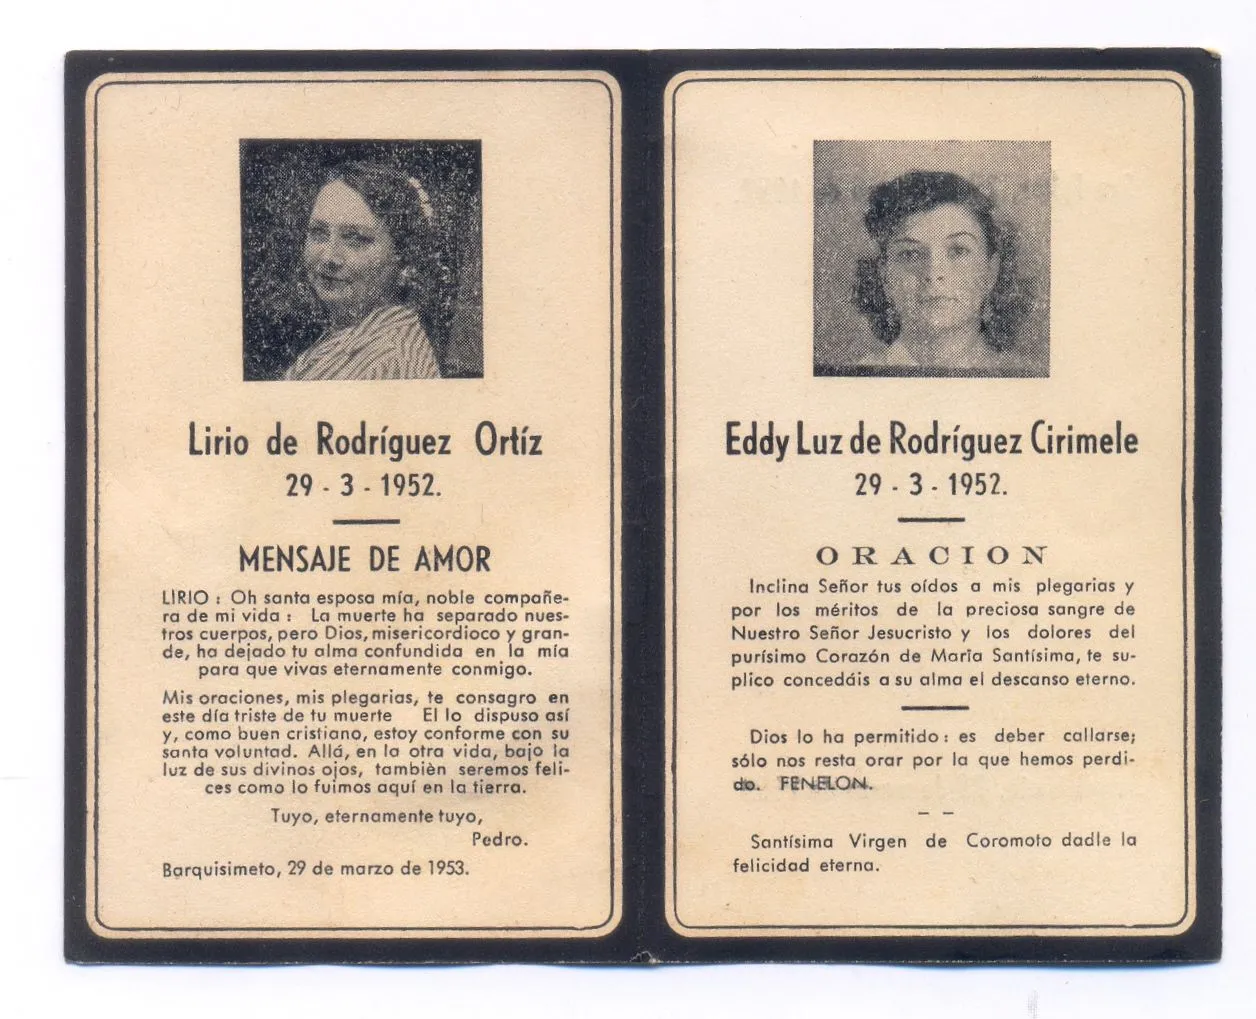 Lirio de Rodríguez Ortíz
29 - 3 - 1952.
MENSAJE DE AMOR
LIRIO : Oh santa esposa mía, noble compañe-
ra de mi vida : La muerte ha separado nues-
tros cuerpos, pero Dios, misericordioco y gran-
de, ha dejado tu alma confundida en la mía
para que vivas eternamente conmigo.
Mis oraciones, mis plegarias, te consagro en
este día triste de tu muerte El lo dispuso así
y, como buen cristiano, estoy conforme con su
santa voluntad. Allá, en la otra vida, bajo la
luz de sus divinos ojos, tambièn seremos feli-
ces como lo fuimos aquí en la tierra.
Tuyo, eternamente tuyo,
Pedro.
Barquisimeto, 29 de marzo de 1953.
Eddy Luz de Rodríguez Cirimele
29 - 3 - 1952.
ORACION
Inclina Señor tus oídos a mis plegarias y
por los méritos de la preciosa sangre de
Nuestro Señor Jesucristo y los dolores del
purísimo Corazón de María Santísima, te su-
plico concedáis a su alma el descanso eterno.
Dios lo ha permitido : es deber callarse;
sólo nos resta orar por la que hemos perdi-
do. FENELON.
Santísima Virgen de Coromoto dadle la
felicidad eterna.